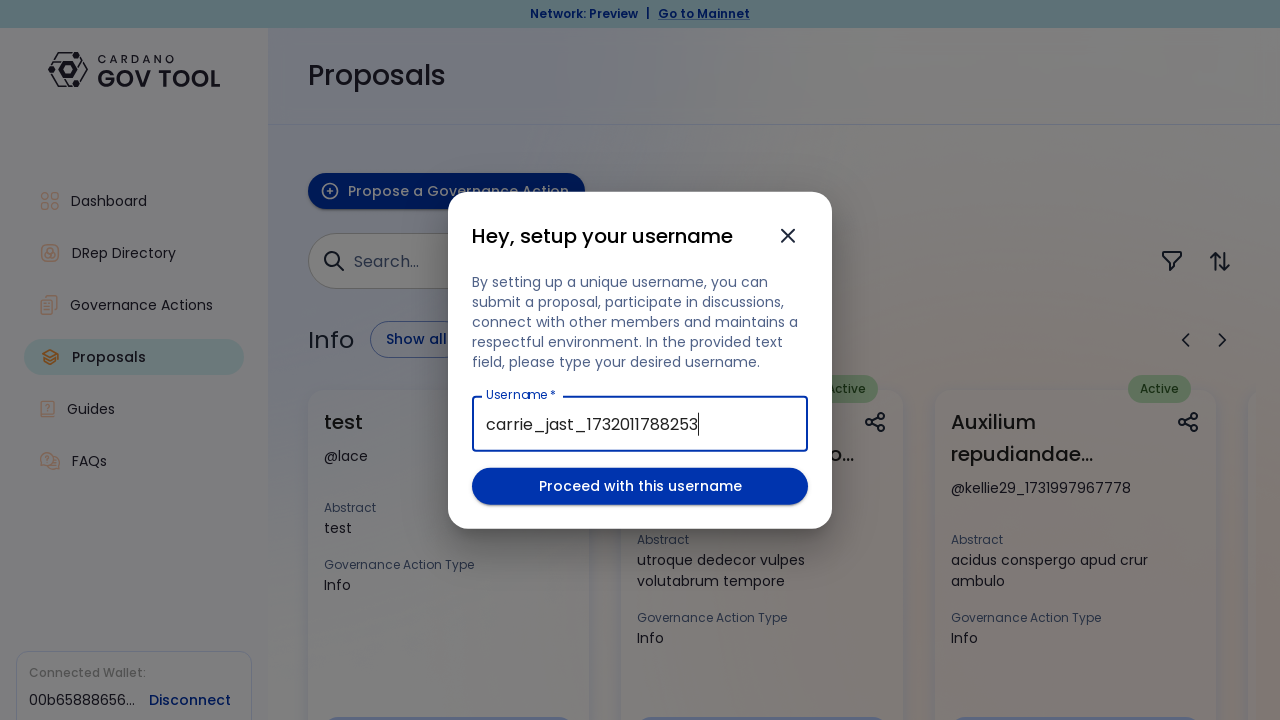 Network: Preview | Go to Mainnet
CARDANO
GOV TOOL
Dashboard
DRep Directory
Governance Actions
Proposals
Guides
FAQs
Connected Wallet:
00b65888656... Disconnect
Proposals
Propose a Governance Action
Search...
Info
Show all
test
@lace
Abstract
test
Governance Action Type
Info
Active
o...
Abstract
utroque dedecor vulpes
volutabrum tempore
Governance Action Type
Info
Active
Auxilium
repudiandae...
@kellie29_1731997967778
Abstract
acidus conspergo apud crur
ambulo
Governance Action Type
Info
Hey, setup your username
By setting up a unique username, you can
submit a proposal, participate in discussions,
connect with other members and maintains a
respectful environment. In the provided text
field, please type your desired username.
Username *
carrie_jast_1732011788253
Proceed with this username